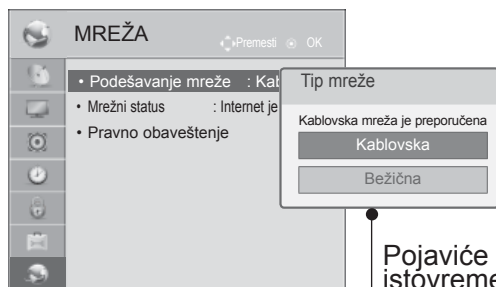 MREŽA
Premesti OK
• Podešavanje mreže : Kab
• Mrežni status : Internet je
• Pravno obaveštenje
Tip mreže
Kablovska mreža je preporučena
Kablovska
Bežična
Pojaviće
istovreme